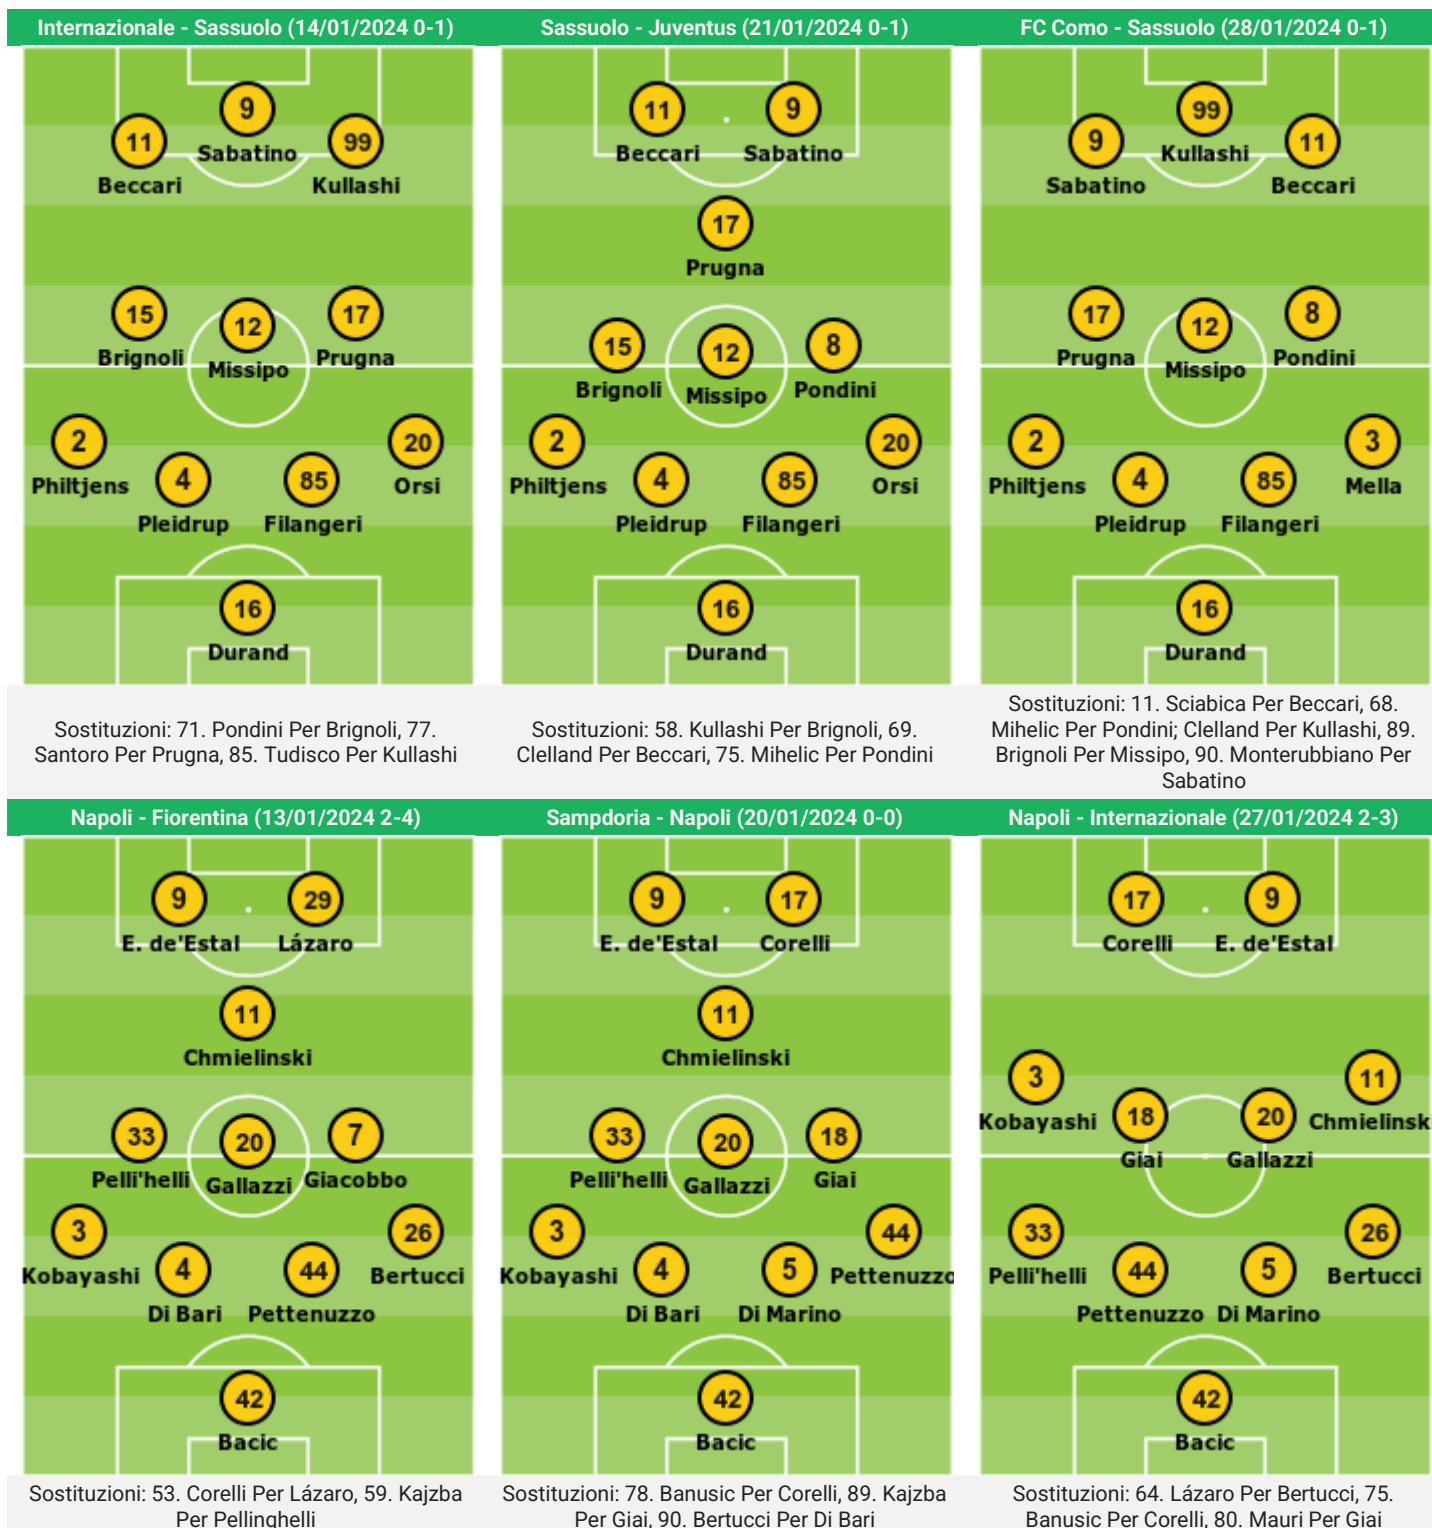 Internazionale - Sassuolo (14/01/2024 0-1)
9
Sabatino
11
Beccari
99
Kullashi
15
Brignoli
12
Missipo
17
Prugna
2
Philtjens
4
Pleidrup
85
Filangeri
20
Orsi
16
Durand
Sostituzioni: 71. Pondini Per Brignoli, 77.
Santoro Per Prugna, 85. Tudisco Per Kullashi
Sassuolo - Juventus (21/01/2024 0-1)
11
Beccari
9
Sabatino
17
Prugna
15
Brignoli
12
Missipo
8
Pondini
2
Philtjens
4
Pleidrup
85
Filangeri
20
Orsi
16
Durand
Sostituzioni: 58. Kullashi Per Brignoli, 69.
Clelland Per Beccari, 75. Mihelic Per Pondini
FC Como - Sassuolo (28/01/2024 0-1)
99
Kullashi
9
Sabatino
11
Beccari
17
Prugna
12
Missipo
8
Pondini
2
Philtjens
4
Pleidrup
85
Filangeri
3
Mella
16
Durand
Sostituzioni: 11. Sciabica Per Beccari, 68.
Mihelic Per Pondini; Clelland Per Kullashi, 89.
Brignoli Per Missipo, 90. Monterubbiano Per
Sabatino
Napoli - Fiorentina (13/01/2024 2-4)
9
E. de'Estal
29
Lázaro
11
Chmielinski
33
Pelli'helli
20
Gallazzi
7
Giacobbo
3
Kobayashi
4
Di Bari
44
Pettenuzzo
26
Bertucci
42
Bacic
Sostituzioni: 53. Corelli Per Lázaro, 59. Kajzba
Per Pellinghelli
Sampdoria - Napoli (20/01/2024 0-0)
9
E. de'Estal
17
Corelli
11
Chmielinski
33
Pelli'helli
20
Gallazzi
18
Giai
3
Kobayashi
4
Di Bari
5
Di Marino
44
Pettenuzzo
42
Bacic
Sostituzioni: 78. Banusic Per Corelli, 89. Kajzba
Per Giai, 90. Bertucci Per Di Bari
Napoli - Internazionale (27/01/2024 2-3)
17
Corelli
9
E. de'Estal
3
Kobayashi
18
Giai
20
Gallazzi
11
Chmielinski
33
Pelli'helli
44
Pettenuzzo
5
Di Marino
26
Bertucci
42
Bacic
Sostituzioni: 64. Lázaro Per Bertucci, 75.
Banusic Per Corelli, 80. Mauri Per Giai